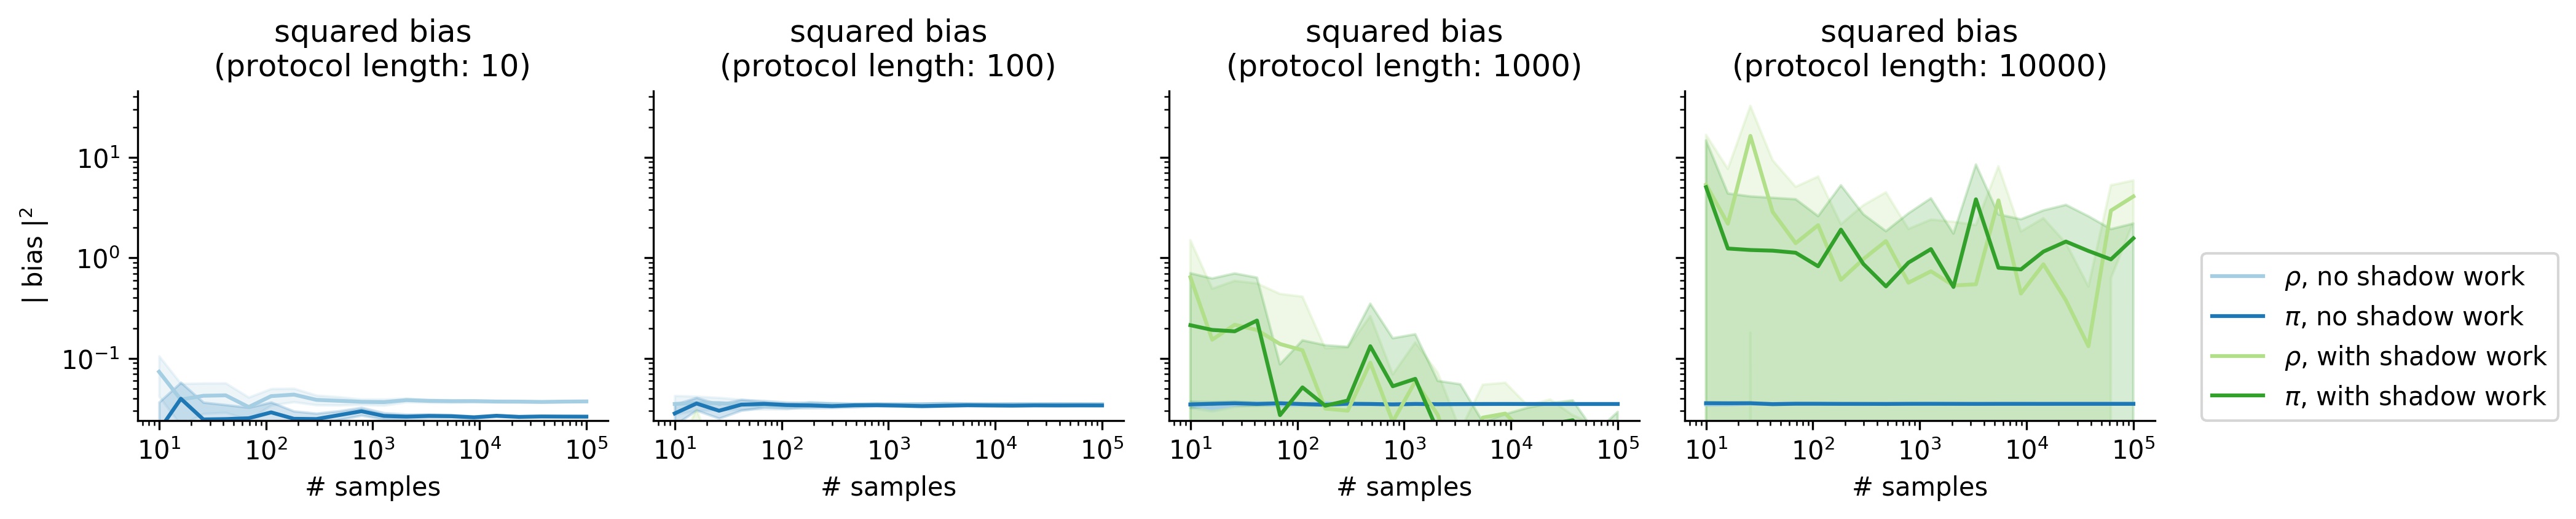 squared bias
(protocol length: 10)
squared bias
(protocol length: 100)
squared bias
(protocol length: 1000)
squared bias
(protocol length: 10000)
| bias |²
10¹
10⁰
10⁻¹
10¹ 10² 10³ 10⁴ 10⁵
10¹ 10² 10³ 10⁴ 10⁵
10¹ 10² 10³ 10⁴ 10⁵
10¹ 10² 10³ 10⁴ 10⁵
# samples
# samples
# samples
# samples
ρ, no shadow work
π, no shadow work
ρ, with shadow work
π, with shadow work